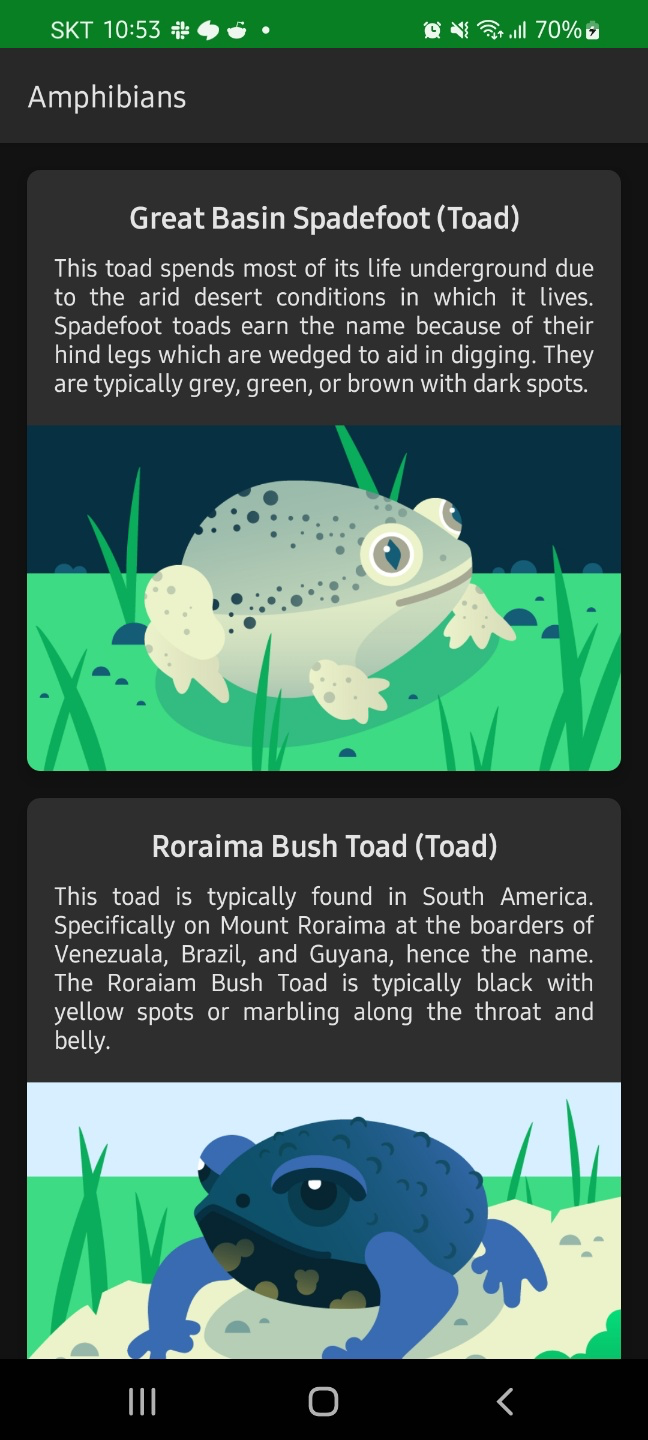 SKT 10:53 70%
Amphibians
Great Basin Spadefoot (Toad)
This toad spends most of its life underground due
to the arid desert conditions in which it lives.
Spadefoot toads earn the name because of their
hind legs which are wedged to aid in digging. They
are typically grey, green, or brown with dark spots.
Roraima Bush Toad (Toad)
This toad is typically found in South America.
Specifically on Mount Roraima at the boarders of
Venezuala, Brazil, and Guyana, hence the name.
The Roraiam Bush Toad is typically black with
yellow spots or marbling along the throat and
belly.